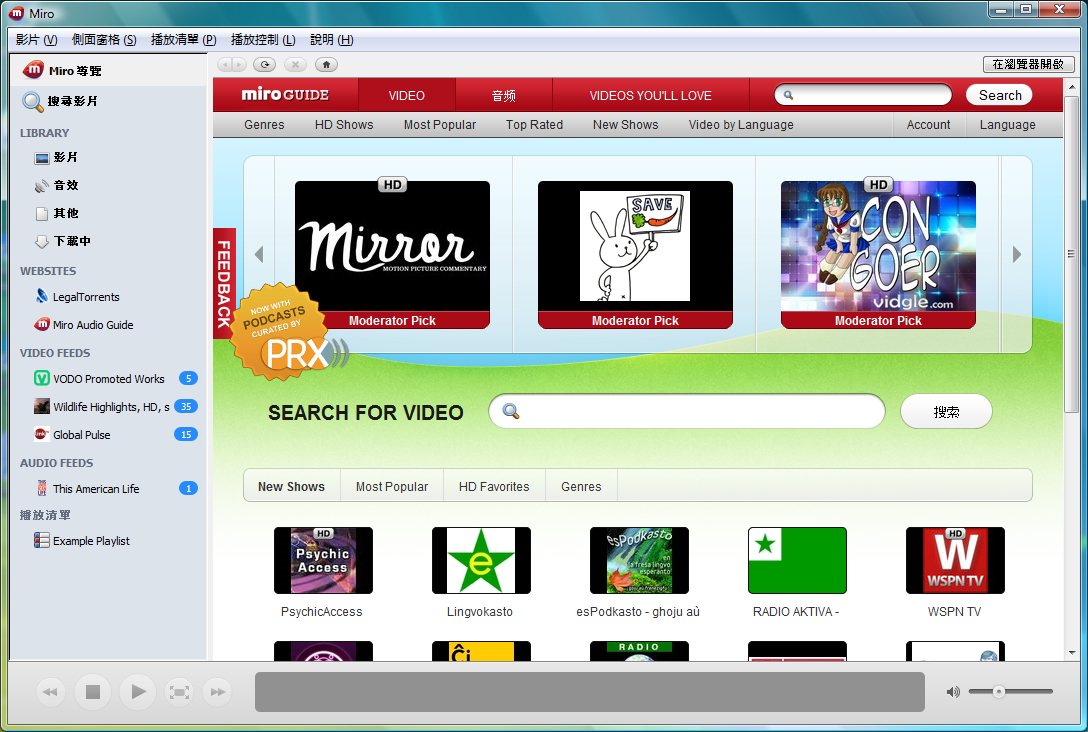 Miro
影片 (V) 側面窗格 (S) 播放清單 (P) 播放控制 (L) 說明 (H)
Miro 導覽
搜尋影片
LIBRARY
影片
音效
其他
下載中
WEBSITES
LegalTorrents
Miro Audio Guide
VIDEO FEEDS
VODO Promoted Works 5
Wildlife Highlights, HD, s 35
Global Pulse 15
AUDIO FEEDS
This American Life 1
播放清單
Example Playlist
在瀏覽器開啟
miro GUIDE VIDEO 音频 VIDEOS YOU'LL LOVE Search
Genres HD Shows Most Popular Top Rated New Shows Video by Language Account Language
FEEDBACK
HD
Mirror
MOTION PICTURE COMMENTARY
Moderator Pick
SAVE
Moderator Pick
HD
CON
GOER
vidgle.com
Moderator Pick
NOW WITH
PODCASTS
CURATED BY
PRX
SEARCH FOR VIDEO 搜索
New Shows Most Popular HD Favorites Genres
HD
Psychic
Access
PsychicAccess
e
Lingvokasto
esPodkasto
en
la freŝa lingvo
esperanto
esPodkasto - ghoju aù
RADIO AKTIVA -
HD
W
WSPN TV
WSPN TV
Ĉi
RADIO